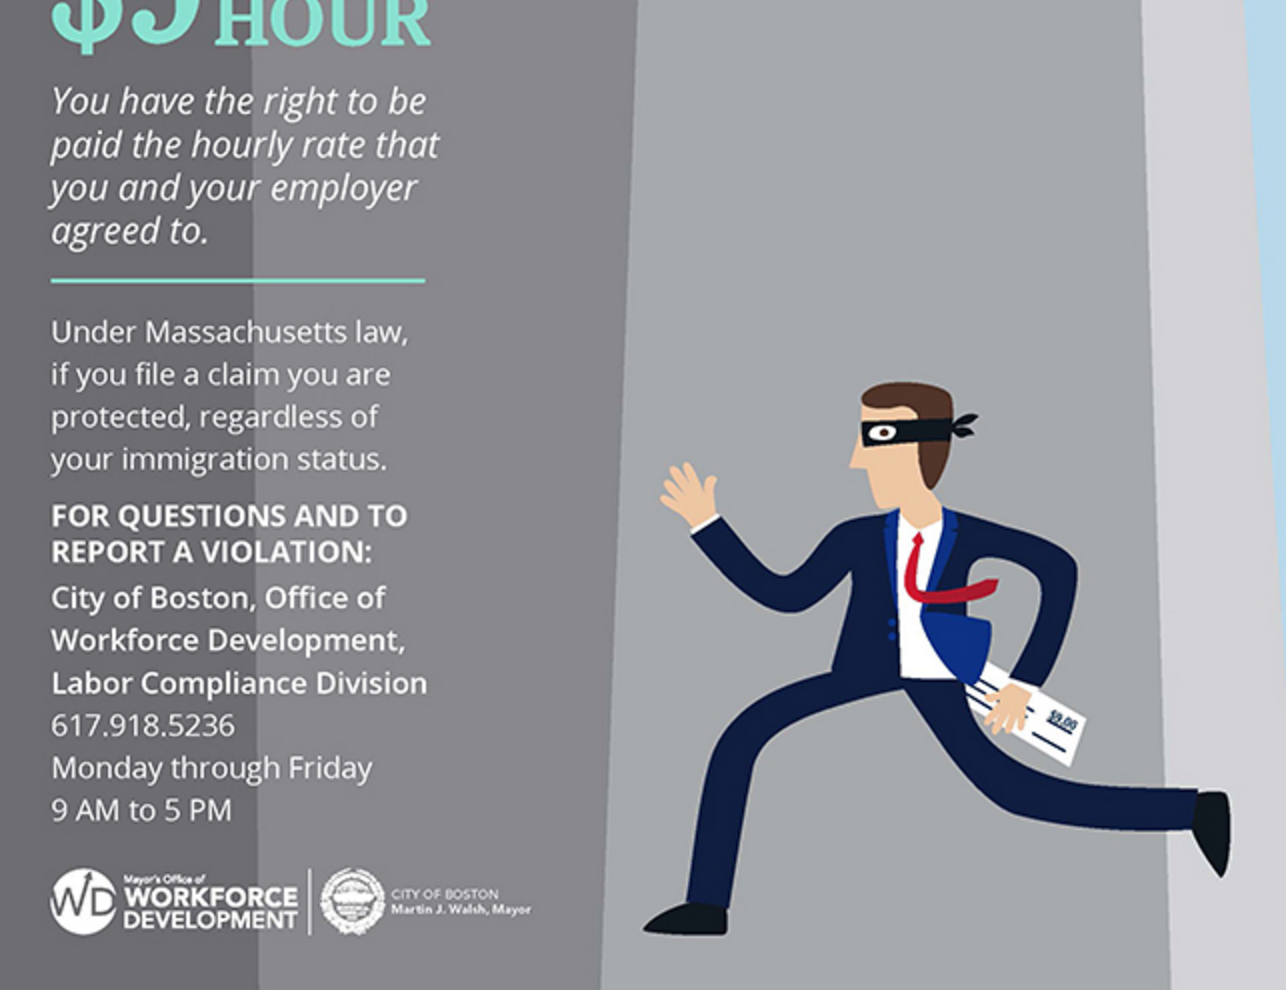 HOUR
You have the right to be
paid the hourly rate that
you and your employer
agreed to.
Under Massachusetts law,
if you file a claim you are
protected, regardless of
your immigration status.
FOR QUESTIONS AND TO
REPORT A VIOLATION:
City of Boston, Office of
Workforce Development,
Labor Compliance Division
617.918.5236
Monday through Friday
9 AM to 5 PM
WD
Mayor's Office of
WORKFORCE
DEVELOPMENT
CITY OF BOSTON
Martin J. Walsh, Mayor
$9.00